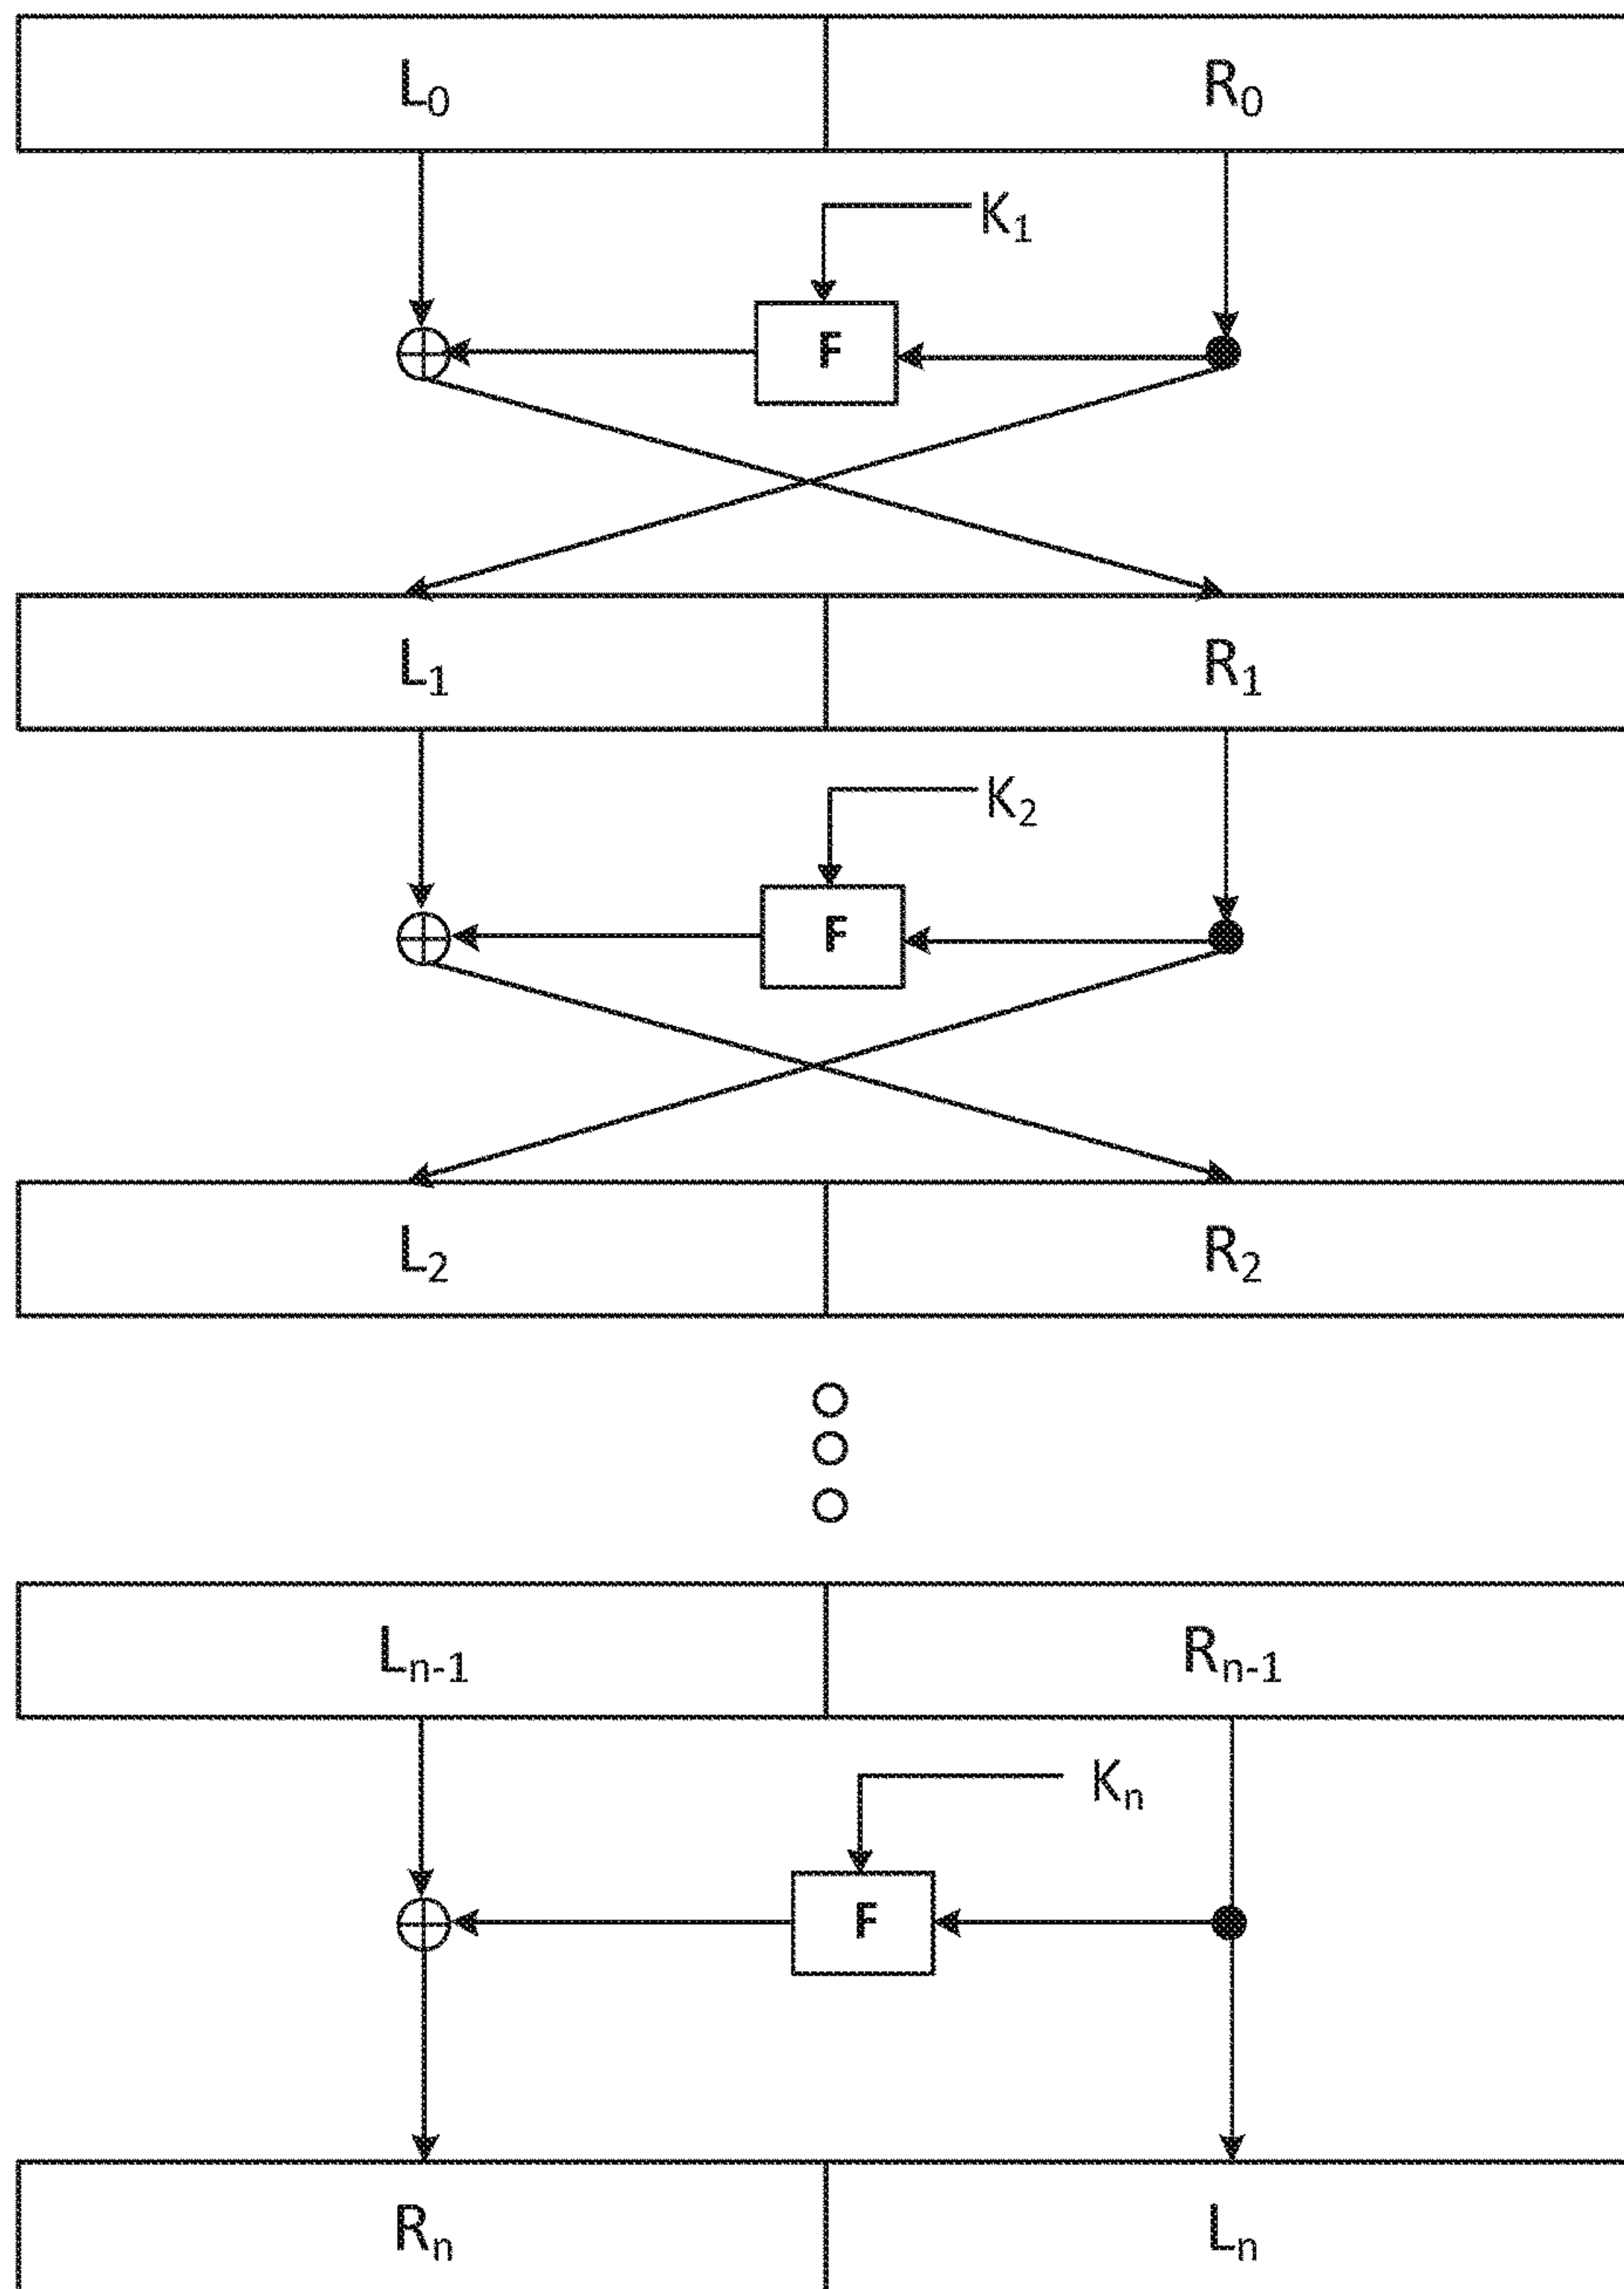 L₀ R₀
K₁
F
L₁ R₁
K₂
F
L₂ R₂
Lₙ₋₁ Rₙ₋₁
Kₙ
F
Rₙ Lₙ